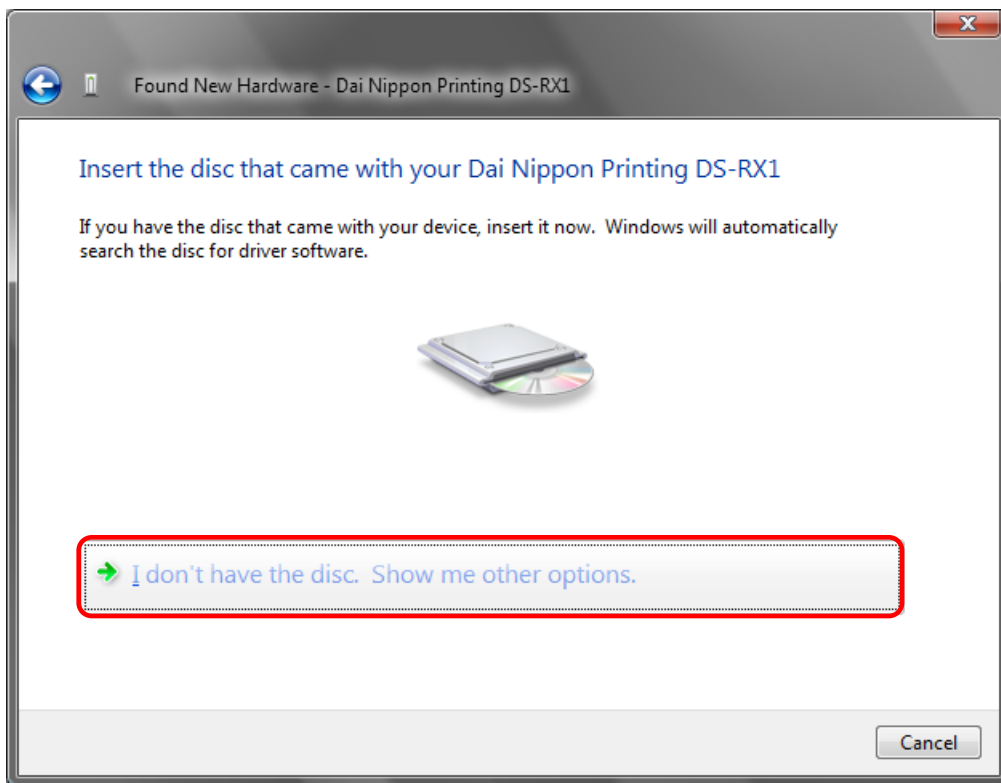 Found New Hardware - Dai Nippon Printing DS-RX1
Insert the disc that came with your Dai Nippon Printing DS-RX1
If you have the disc that came with your device, insert it now.  Windows will automatically
search the disc for driver software.
I don't have the disc.  Show me other options.
Cancel